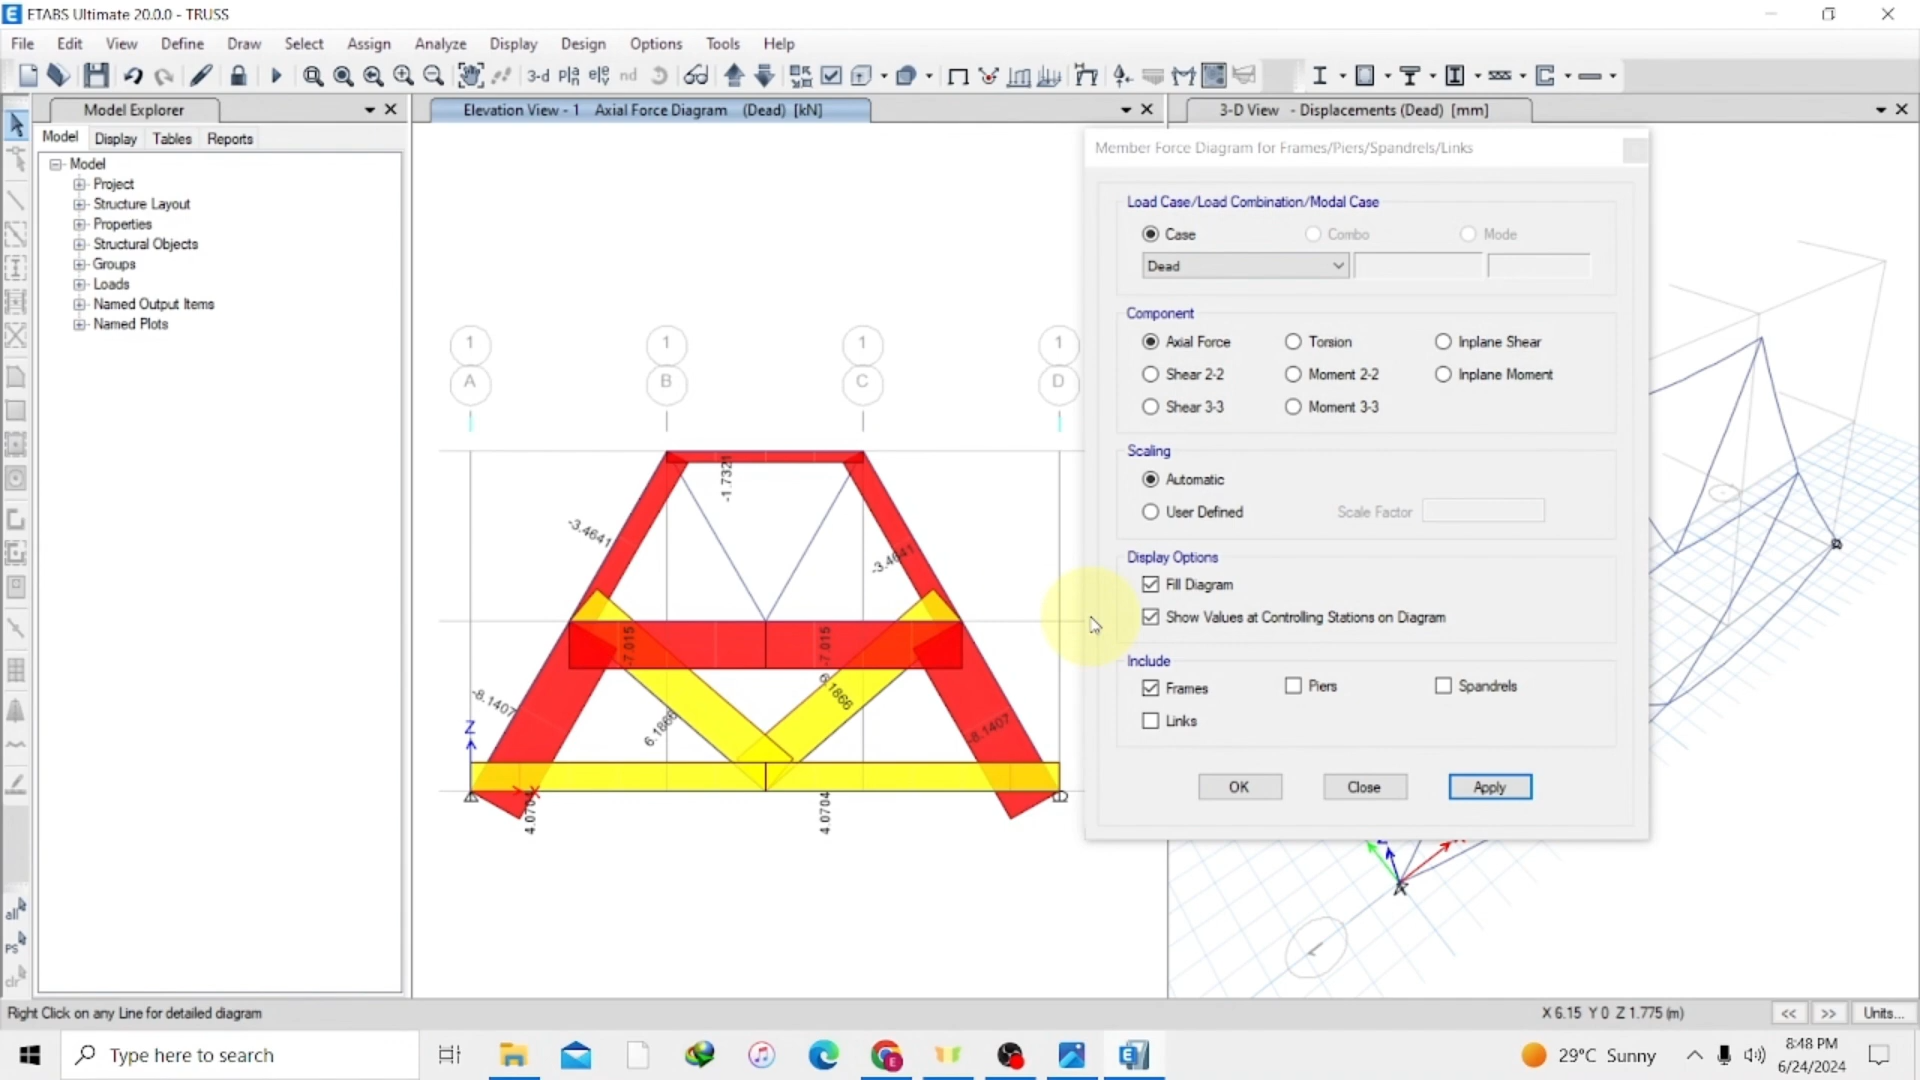 ETABS Ultimate 20.0.0 - TRUSS
File Edit View Define Draw Select Assign Analyze Display Design Options Tools Help
3-d pla ele nd
Model Explorer
Elevation View - 1 Axial Force Diagram (Dead) [kN]
3-D View - Displacements (Dead) [mm]
Model Display Tables Reports
Model
Project
Structure Layout
Properties
Structural Objects
Groups
Loads
Named Output Items
Named Plots
1 1 1 1
A B C D
-1.7321
-3.4641
-3.4641
-7.015
-7.015
-8.1407
6.1866
6.1866
-8.1407
Z
X
4.0704
4.0704
Member Force Diagram for Frames/Piers/Spandrels/Links
Load Case/Load Combination/Modal Case
Case Combo Mode
Dead
Component
Axial Force Torsion Inplane Shear
Shear 2-2 Moment 2-2 Inplane Moment
Shear 3-3 Moment 3-3
Scaling
Automatic
User Defined Scale Factor
Display Options
Fill Diagram
Show Values at Controlling Stations on Diagram
Include
Frames Piers Spandrels
Links
OK Close Apply
all
PS
clr
Right Click on any Line for detailed diagram
X 6.15 Y 0 Z 1.775 (m)
<< >> Units...
Type here to search
29°C Sunny
8:48 PM
6/24/2024